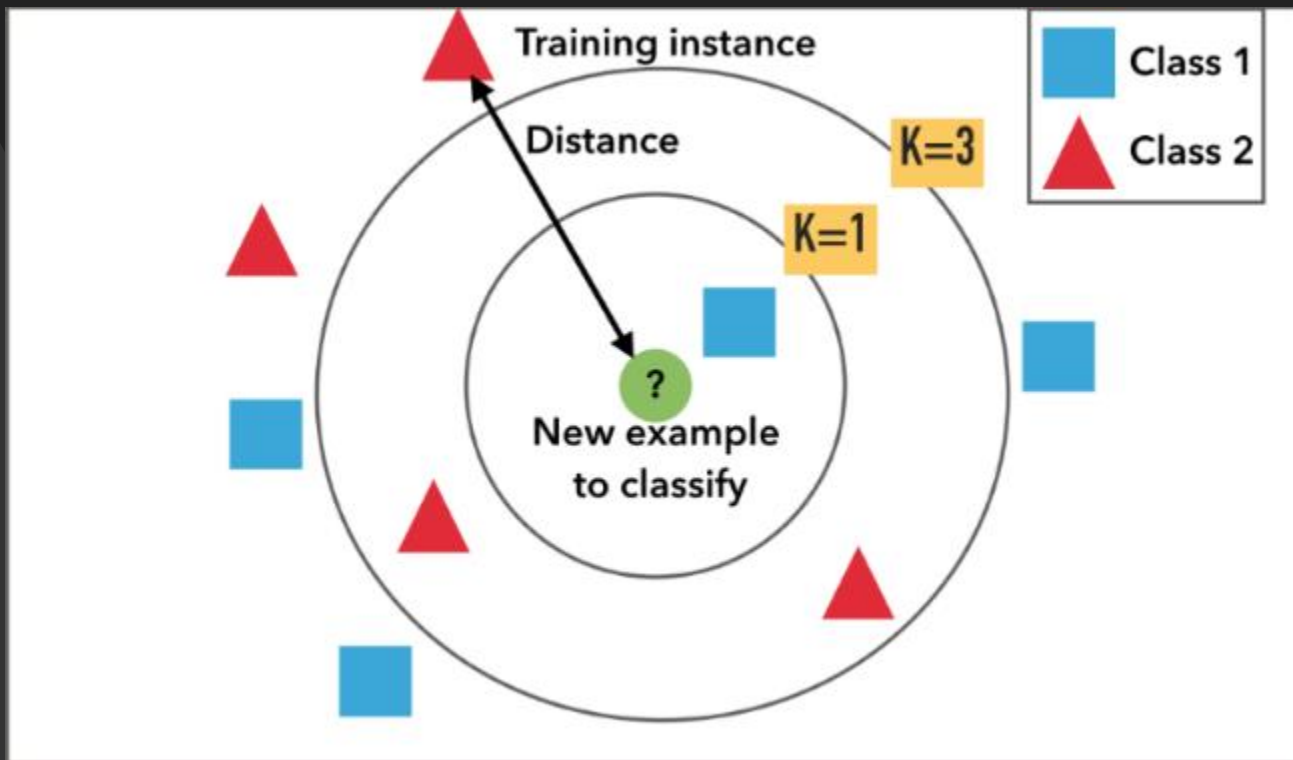 Training instance
Class 1
Distance
K=3
Class 2
K=1
?
New example
to classify